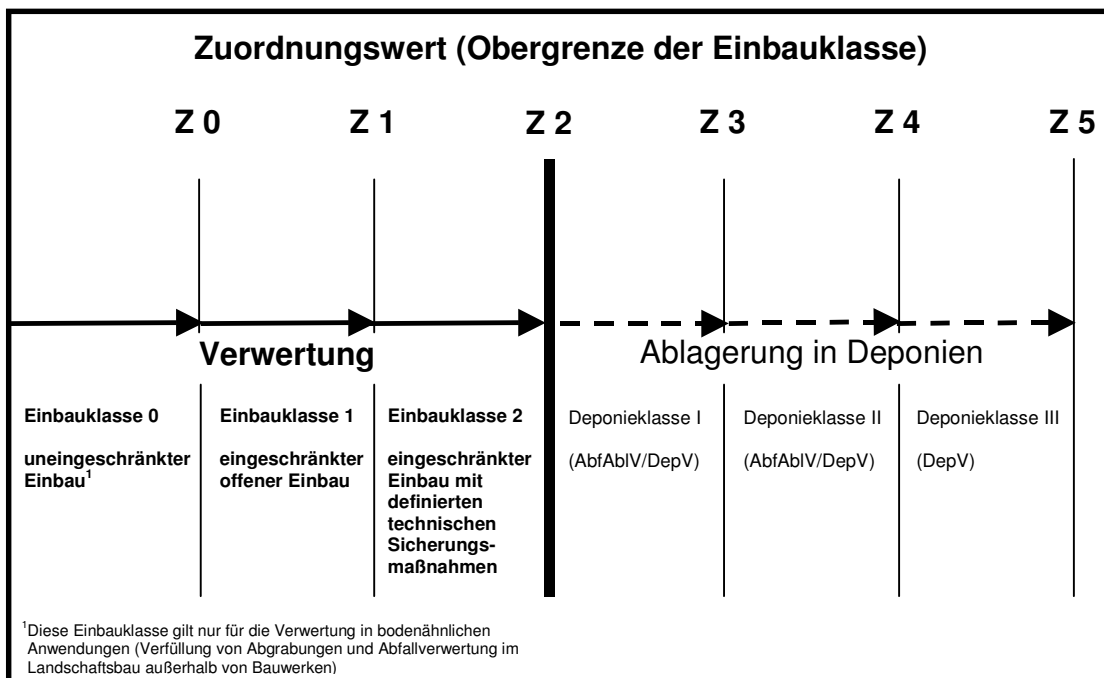 Zuordnungswert (Obergrenze der Einbauklasse)
Z 0 Z 1 Z 2 Z 3 Z 4 Z 5
Verwertung
Ablagerung in Deponien
Einbauklasse 0
uneingeschränkter
Einbau¹
Einbauklasse 1
eingeschränkter
offener Einbau
Einbauklasse 2
eingeschränkter
Einbau mit
definierten
technischen
Sicherungs-
maßnahmen
Deponieklasse I
(AbfAblV/DepV)
Deponieklasse II
(AbfAblV/DepV)
Deponieklasse III
(DepV)
¹Diese Einbauklasse gilt nur für die Verwertung in bodenähnlichen
Anwendungen (Verfüllung von Abgrabungen und Abfallverwertung im
Landschaftsbau außerhalb von Bauwerken)